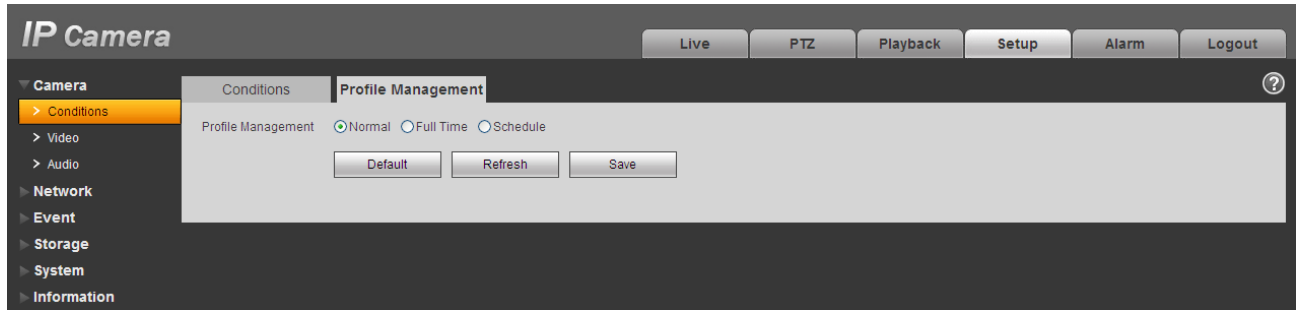 IP Camera
Live PTZ Playback Setup Alarm Logout
Camera
Conditions Profile Management ?
> Conditions
Profile Management Normal Full Time Schedule
> Video
> Audio
Default Refresh Save
Network
Event
Storage
System
Information